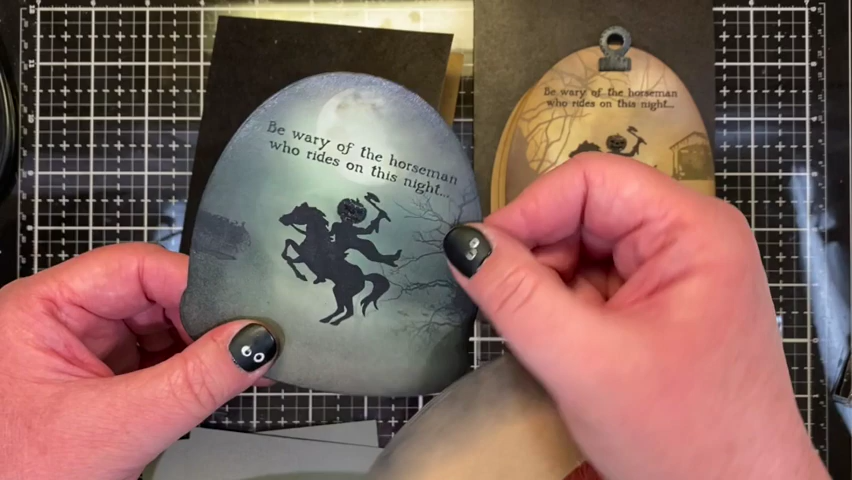 Be wary of the horseman
who rides on this night...
Be wary of the horseman
who rides on this night...